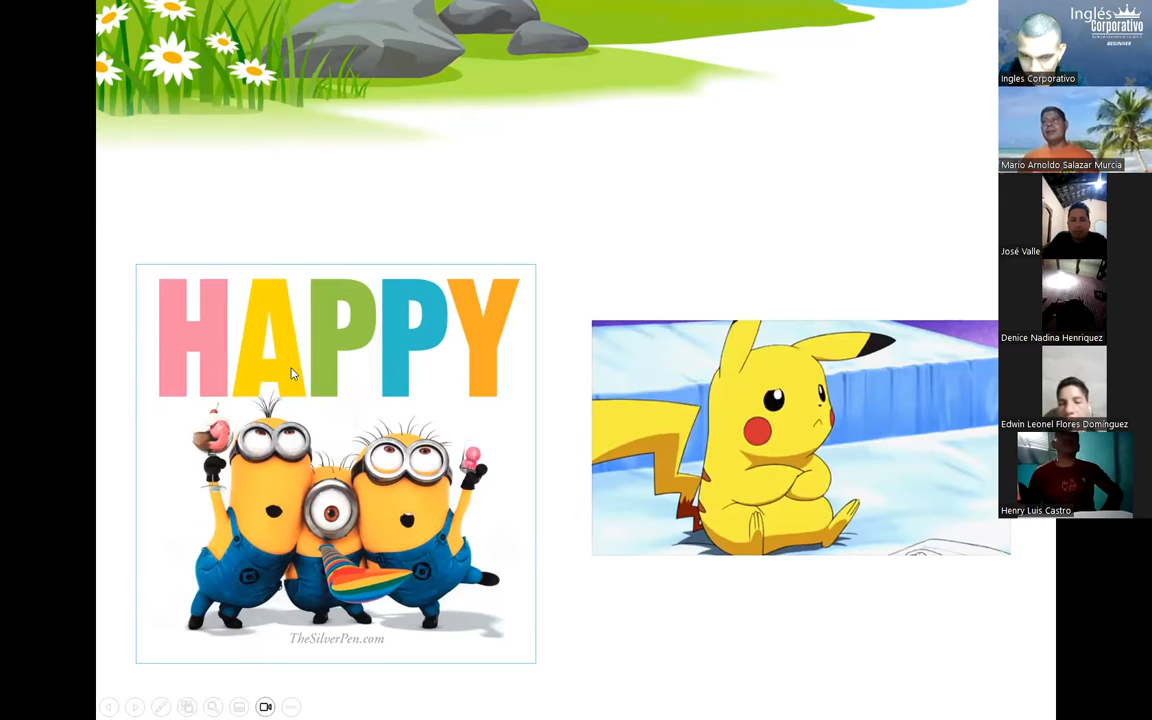 Inglés
Corporativo
BEGINNER
Ingles Corporativo
Mario Arnoldo Salazar Murcia
José Valle
Denice Nadina Henriquez
Edwin Leonel Flores Domínguez
Henry Luis Castro
HAPPY
TheSilverPen.com